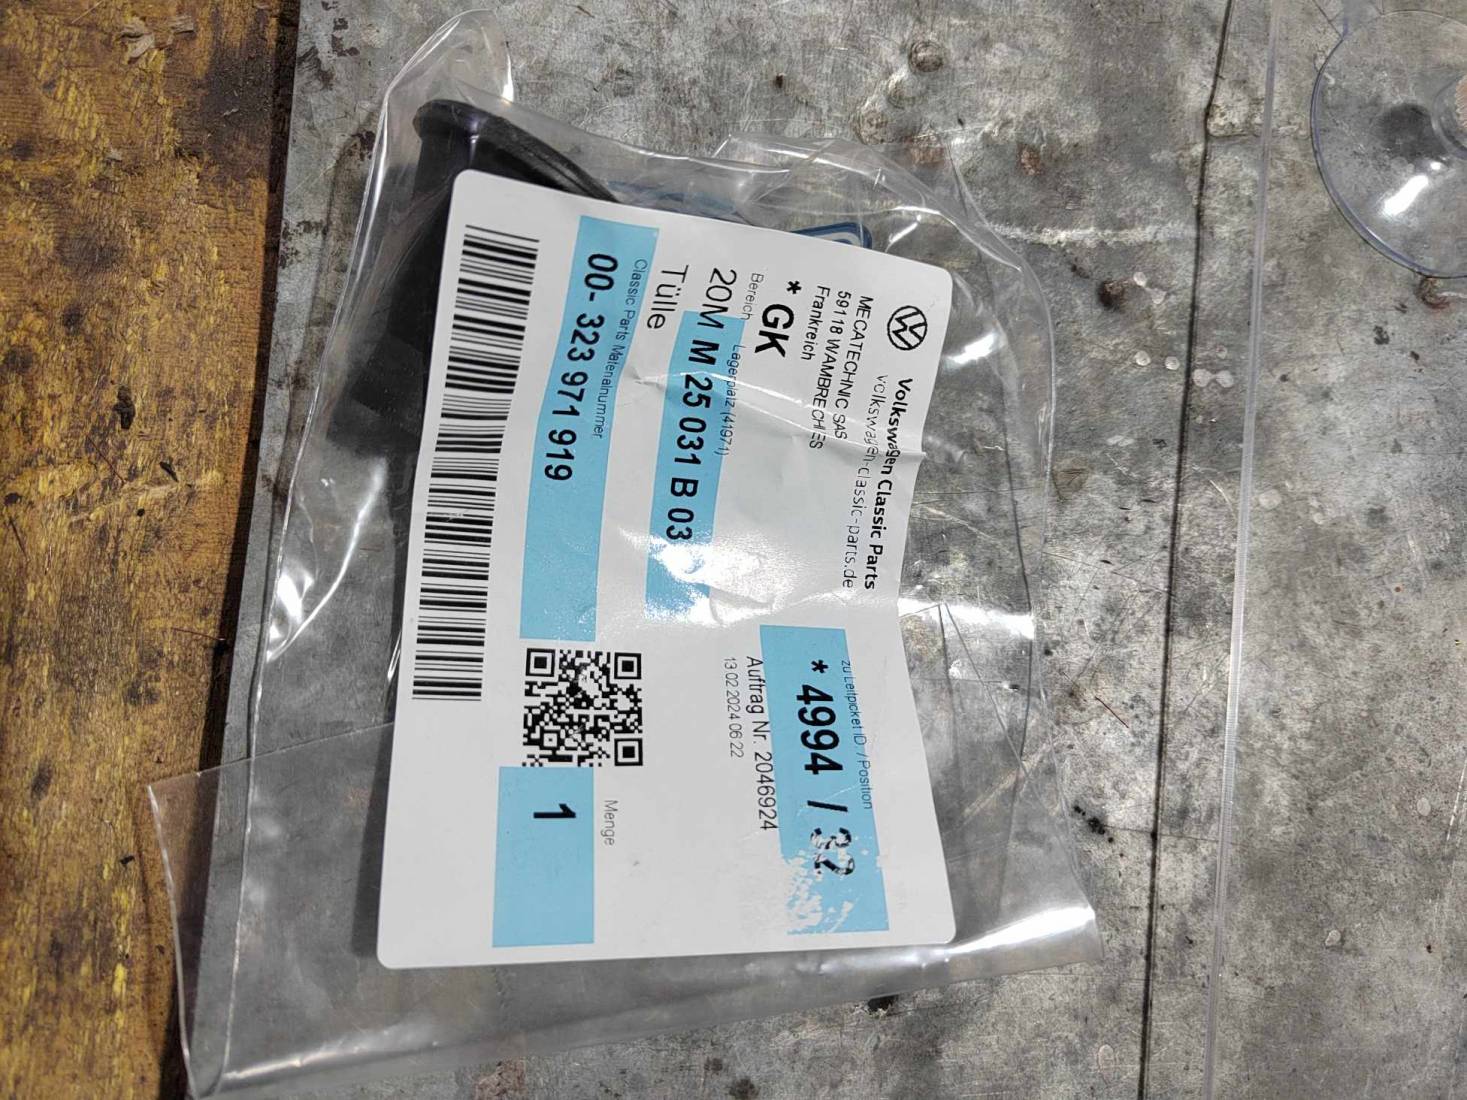 Volkswagen Classic Parts
volkswagen-classic-parts.de
MECATECHNIC SAS
59118 WAMBRECHIES
Frankreich
zu Leitpicket ID / Position
* 4994 / 32
* GK
Auftrag Nr. 2046924
13 02 2024 06 22
Bereich
Lagerplatz (41971)
20M M 25 031 B 03
Tülle
Classic Parts Materialnummer
00- 323 971 919
Menge
1